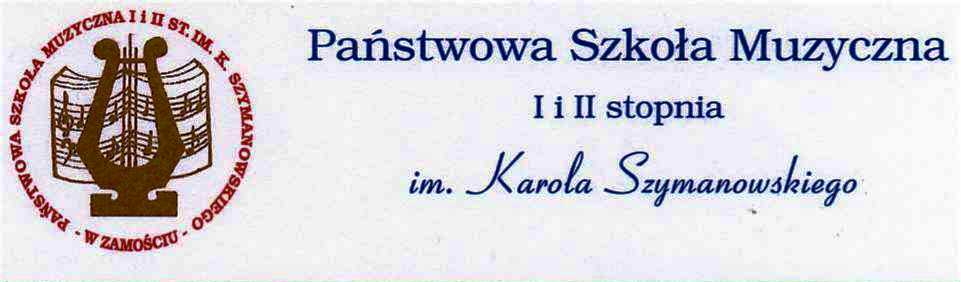 PAŃSTWOWA SZKOŁA MUZYCZNA I i II ST. IM. K. SZYMANOWSKIEGO
- W ZAMOŚCIU -
Państwowa Szkoła Muzyczna
I i II stopnia
im. Karola Szymanowskiego